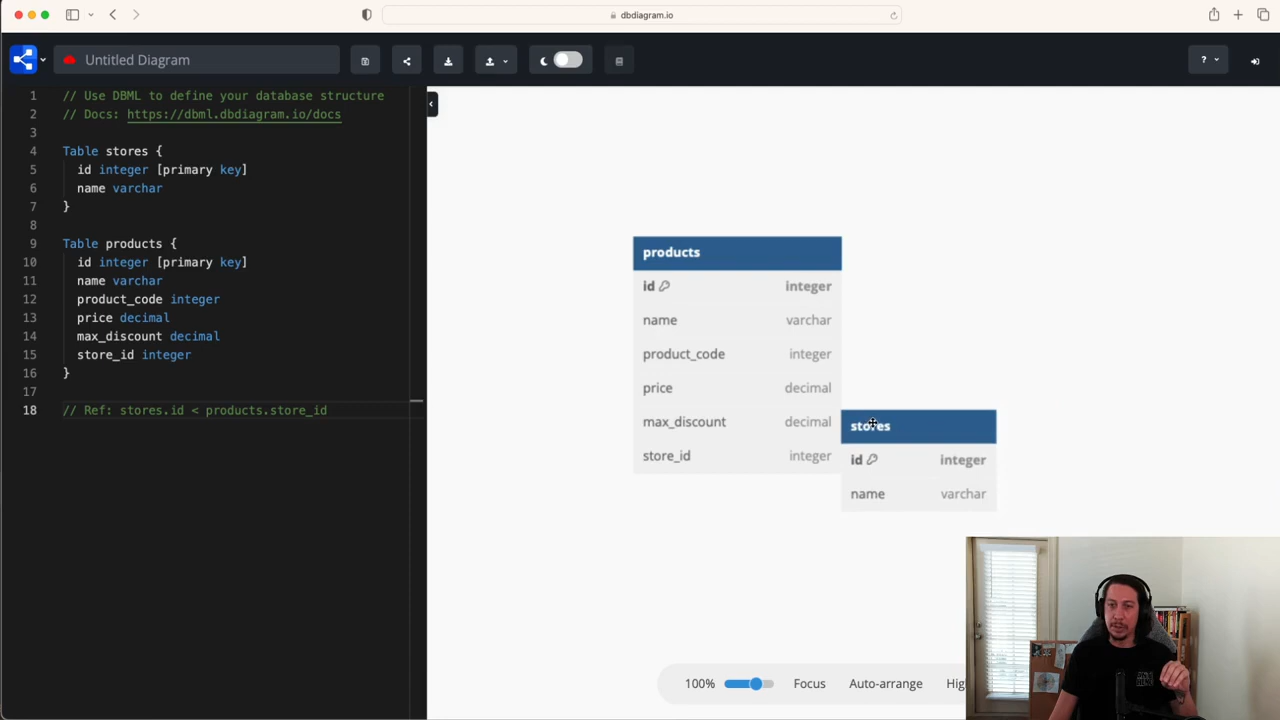 dbdiagram.io
Untitled Diagram
?
1 // Use DBML to define your database structure
2 // Docs: https://dbml.dbdiagram.io/docs
3
4 Table stores {
5 id integer [primary key]
6 name varchar
7 }
8
9 Table products {
10 id integer [primary key]
11 name varchar
12 product_code integer
13 price decimal
14 max_discount decimal
15 store_id integer
16 }
17
18 // Ref: stores.id < products.store_id
products
id integer
name varchar
product_code integer
price decimal
max_discount decimal
store_id integer
stores
id integer
name varchar
100% Focus Auto-arrange